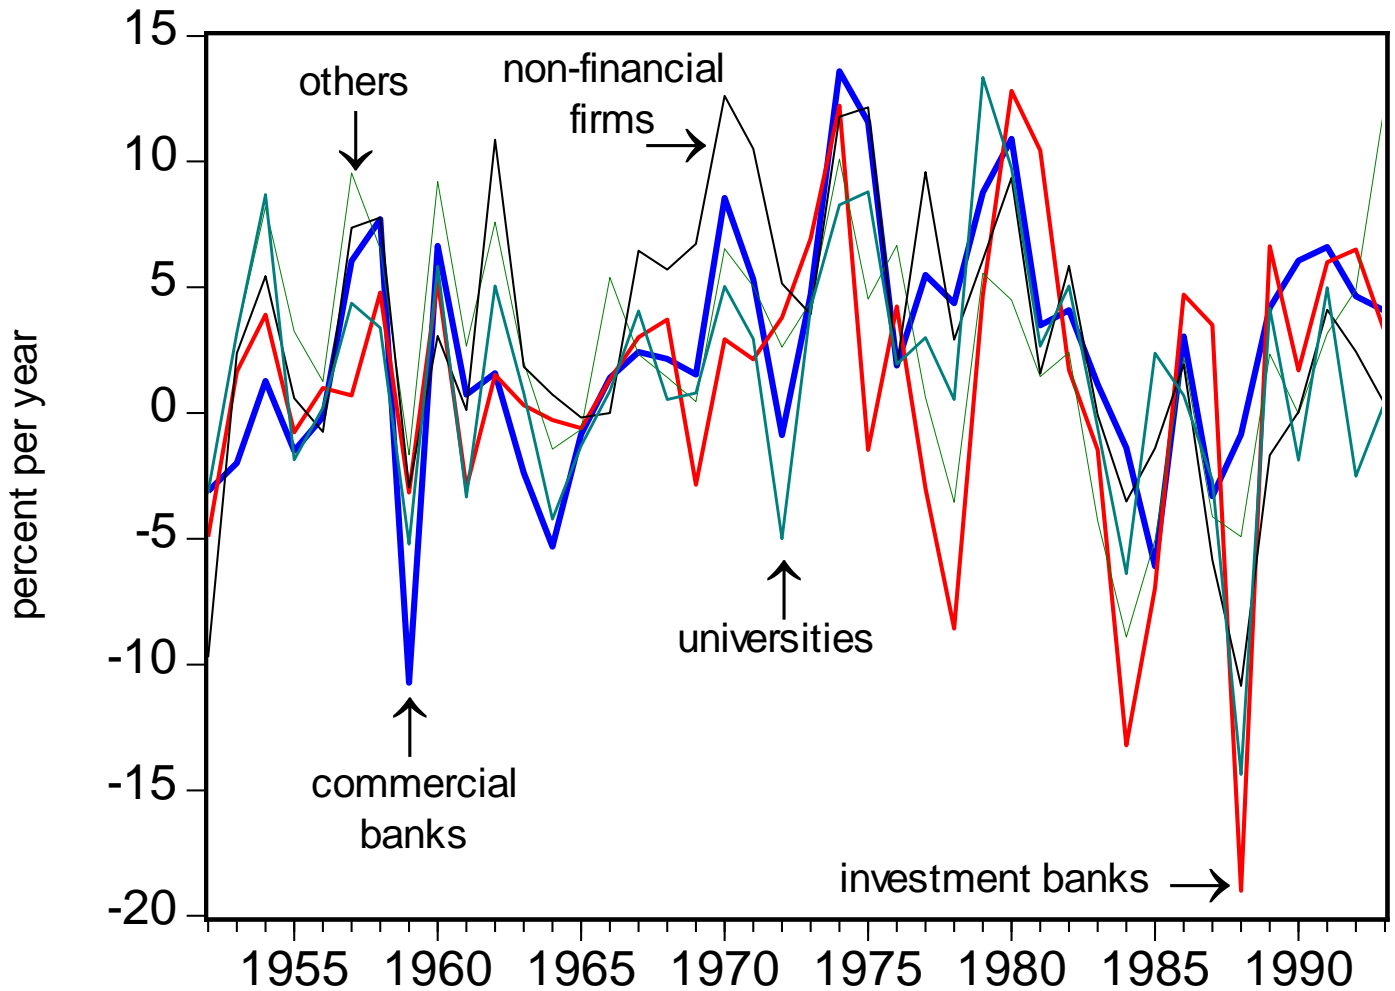 15
10
5
0
-5
-10
-15
-20
percent per year
others
non-financial
firms
universities
commercial
banks
investment banks
1955 1960 1965 1970 1975 1980 1985 1990